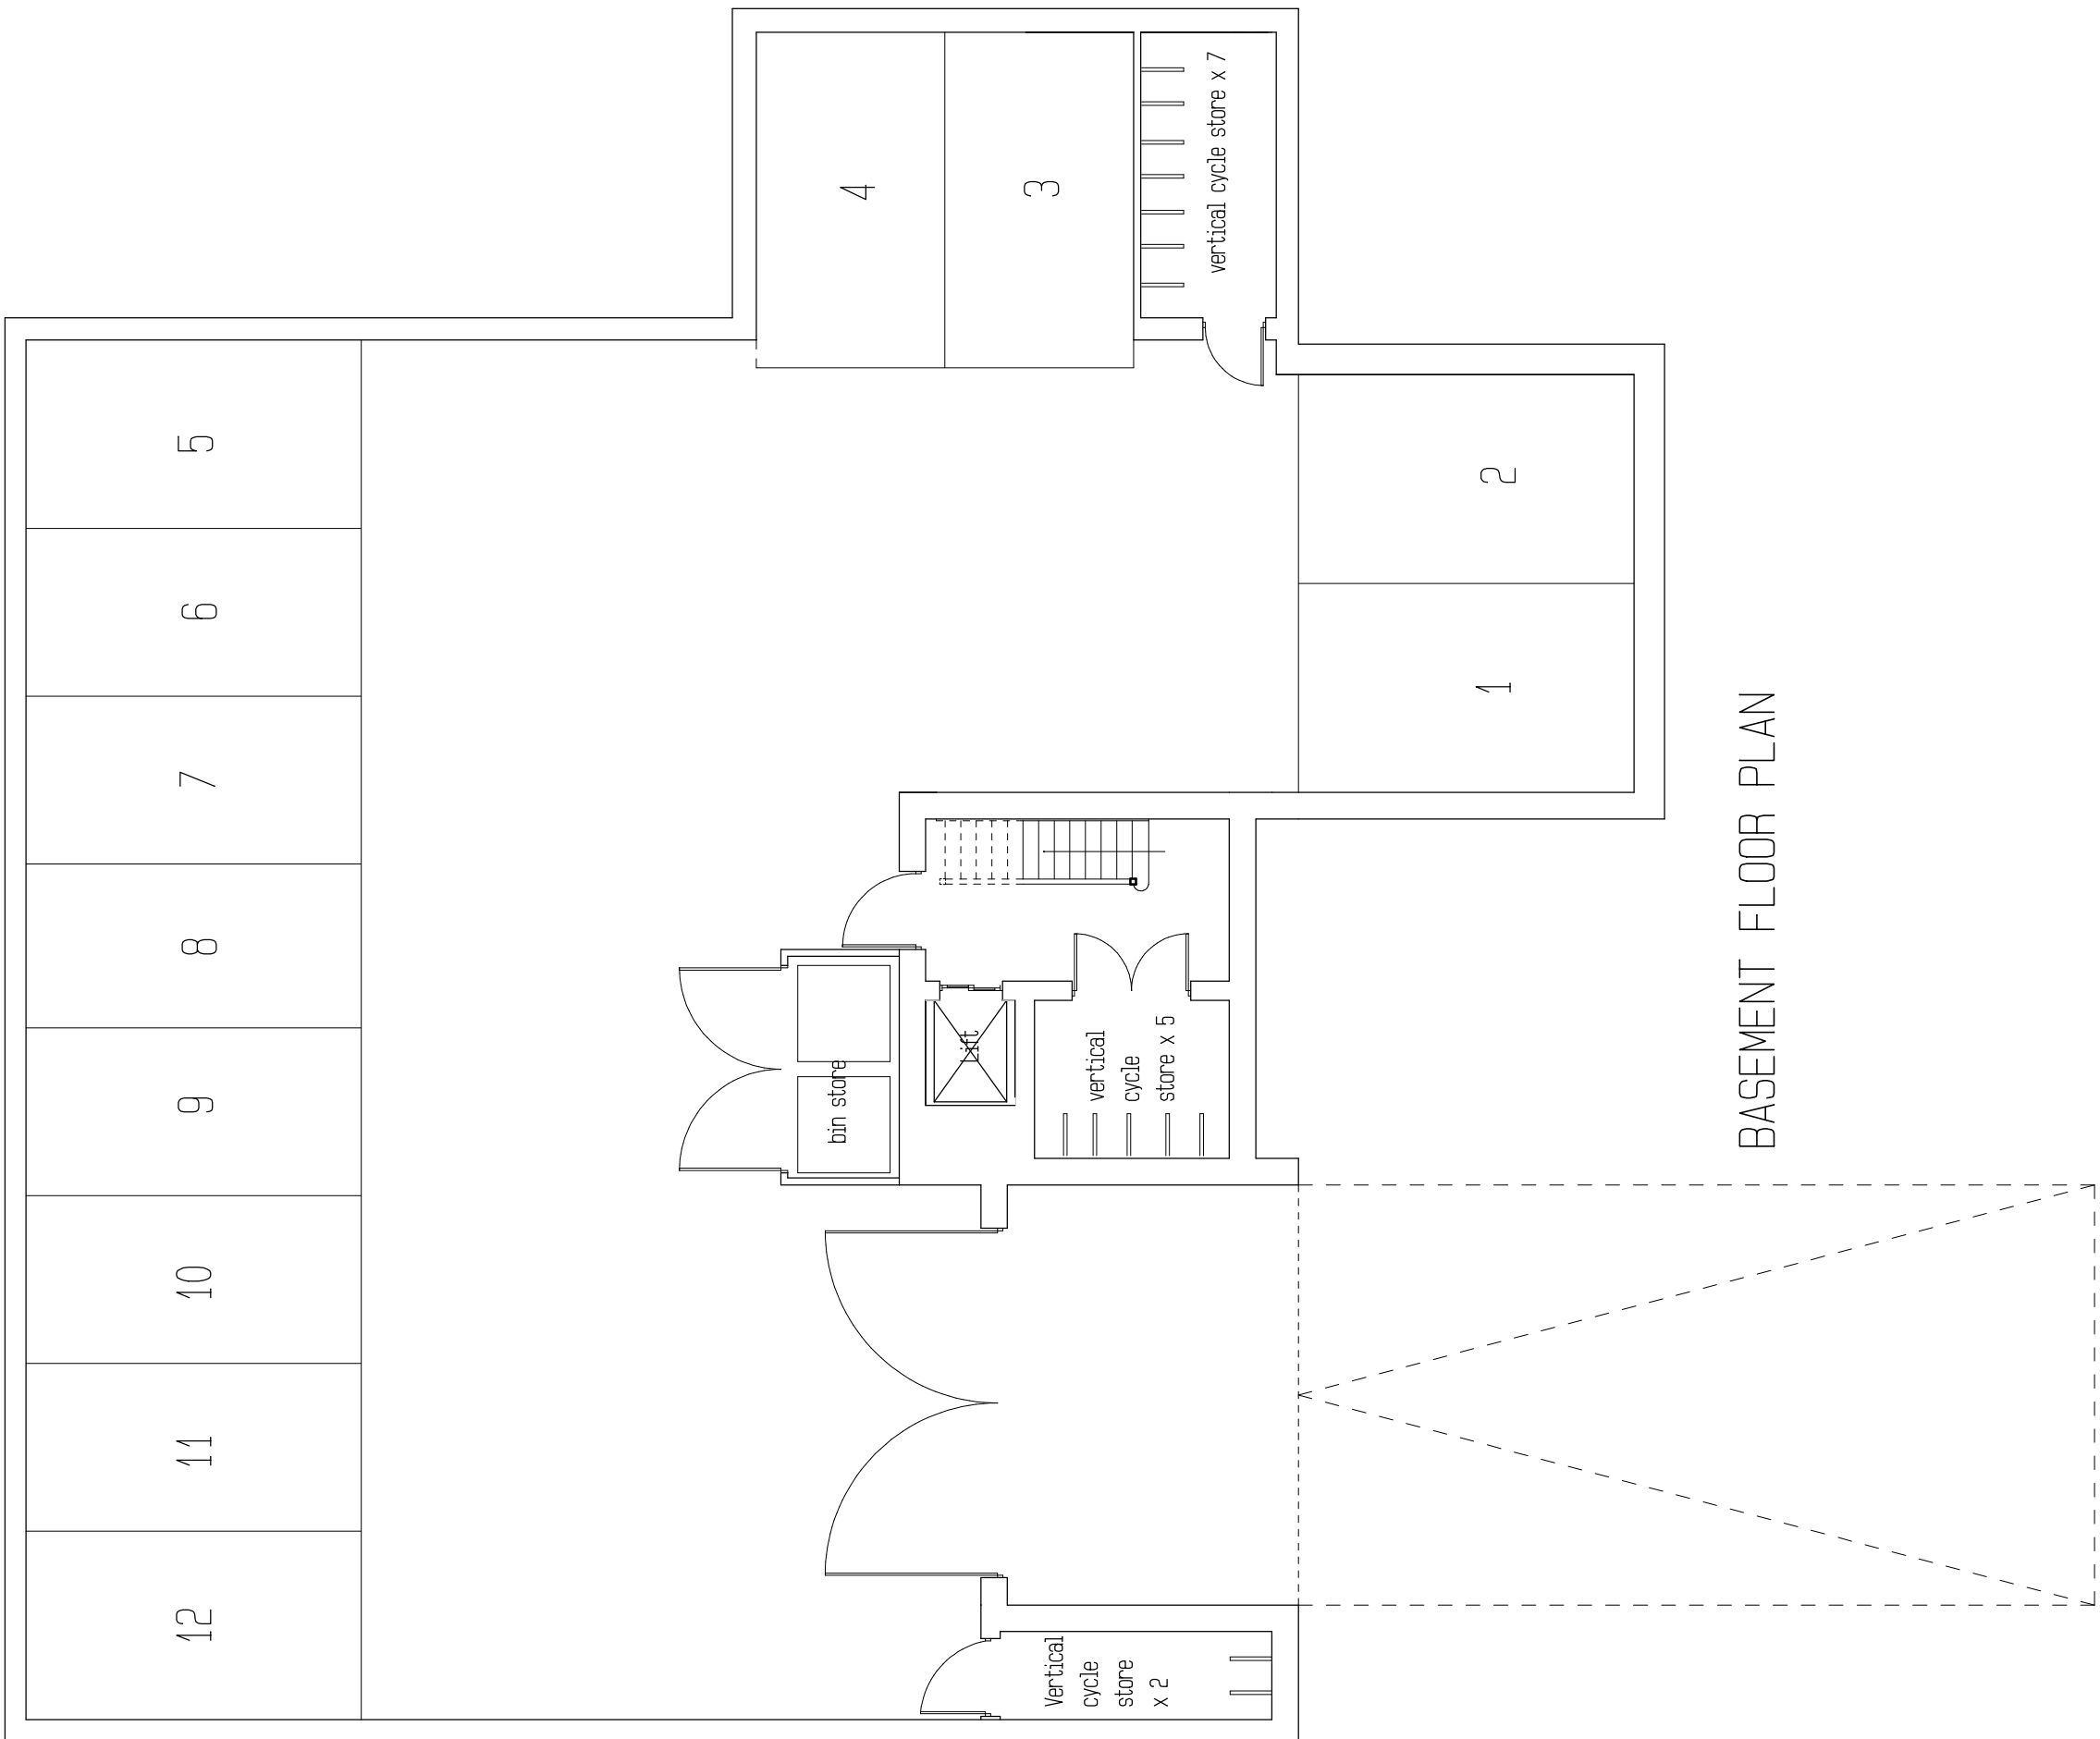 4
3
vertical cycle store x 7
5
6
7
8
9
10
11
12
2
1
Lift
bin store
vertical
cycle
store x 5
Vertical
cycle
store
x 2
BASEMENT FLOOR PLAN